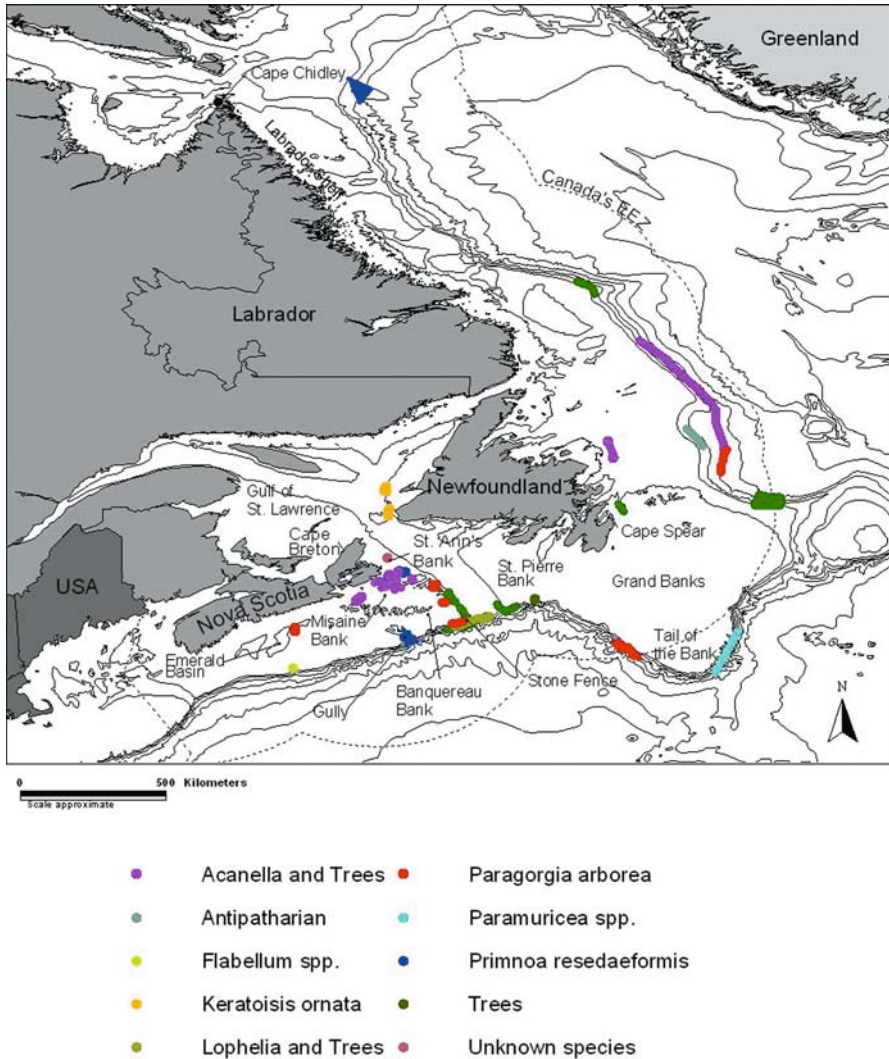 Greenland
Cape Chidley
Labrador Shelf
Canada's EEZ
Labrador
Newfoundland
Gulf of
St. Lawrence
Cape
Breton
St. Ann's
Bank
St. Pierre
Bank
Cape Spear
Grand Banks
USA
Nova Scotia
Misaine
Bank
Emerald
Basin
Gully
Banquereau
Bank
Stone Fence
Tail of
the Bank
N
0 500 Kilometers
Scale approximate
Acanella and Trees
Paragorgia arborea
Antipatharian
Paramuricea spp.
Flabellum spp.
Primnoa resedaeformis
Keratoisis ornata
Trees
Lophelia and Trees
Unknown species